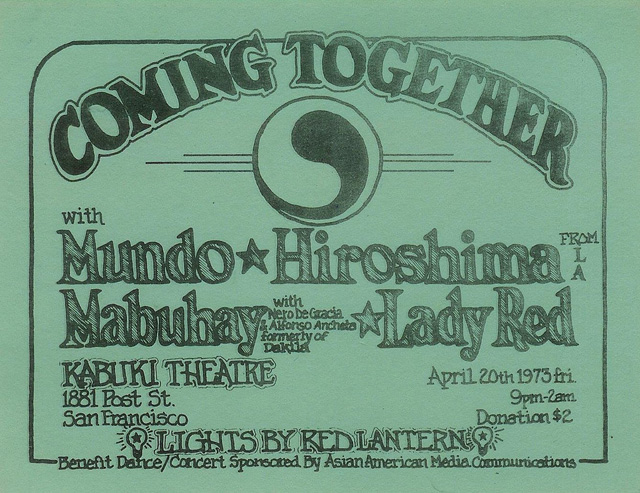 COMING TOGETHER
with
Mundo ★ Hiroshima FROM LA
Mabuhay with Nero De Gracia & Alfonso Ancheta formerly of Dakila ★ Lady Red
KABUKI THEATRE
1881 Post St.
San Francisco
April 20th 1973 fri.
9pm-2am
Donation $2
LIGHTS BY RED LANTERN
Benefit Dance/Concert Sponsored By Asian American Media Communications